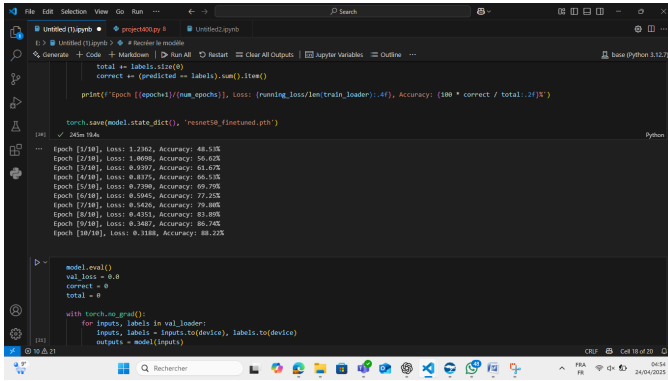 File Edit Selection View Go Run ··· Search
Untitled (1).ipynb project400.py 8 Untitled2.ipynb
E: > Untitled (1).ipynb > # Recréer le modèle
Generate + Code + Markdown | Run All Restart Clear All Outputs | Jupyter Variables Outline ··· base (Python 3.12.7)
total += labels.size(0)
correct += (predicted == labels).sum().item()
print(f'Epoch [{epoch+1}/{num_epochs}], Loss: {running_loss/len(train_loader):.4f}, Accuracy: {100 * correct / total:.2f}%')
torch.save(model.state_dict(), 'resnet50_finetuned.pth')
245m 19.4s Python
··· Epoch [1/10], Loss: 1.2362, Accuracy: 48.53%
Epoch [2/10], Loss: 1.0698, Accuracy: 56.62%
Epoch [3/10], Loss: 0.9397, Accuracy: 61.67%
Epoch [4/10], Loss: 0.8375, Accuracy: 66.53%
Epoch [5/10], Loss: 0.7390, Accuracy: 69.79%
Epoch [6/10], Loss: 0.5945, Accuracy: 77.25%
Epoch [7/10], Loss: 0.5426, Accuracy: 79.80%
Epoch [8/10], Loss: 0.4351, Accuracy: 83.89%
Epoch [9/10], Loss: 0.3487, Accuracy: 86.74%
Epoch [10/10], Loss: 0.3188, Accuracy: 88.22%
model.eval()
val_loss = 0.0
correct = 0
total = 0
with torch.no_grad():
for inputs, labels in val_loader:
inputs, labels = inputs.to(device), labels.to(device)
[31] outputs = model(inputs)
10 21 CRLF Cell 18 of 20
Rechercher FRA 04:54
FR 24/04/2025